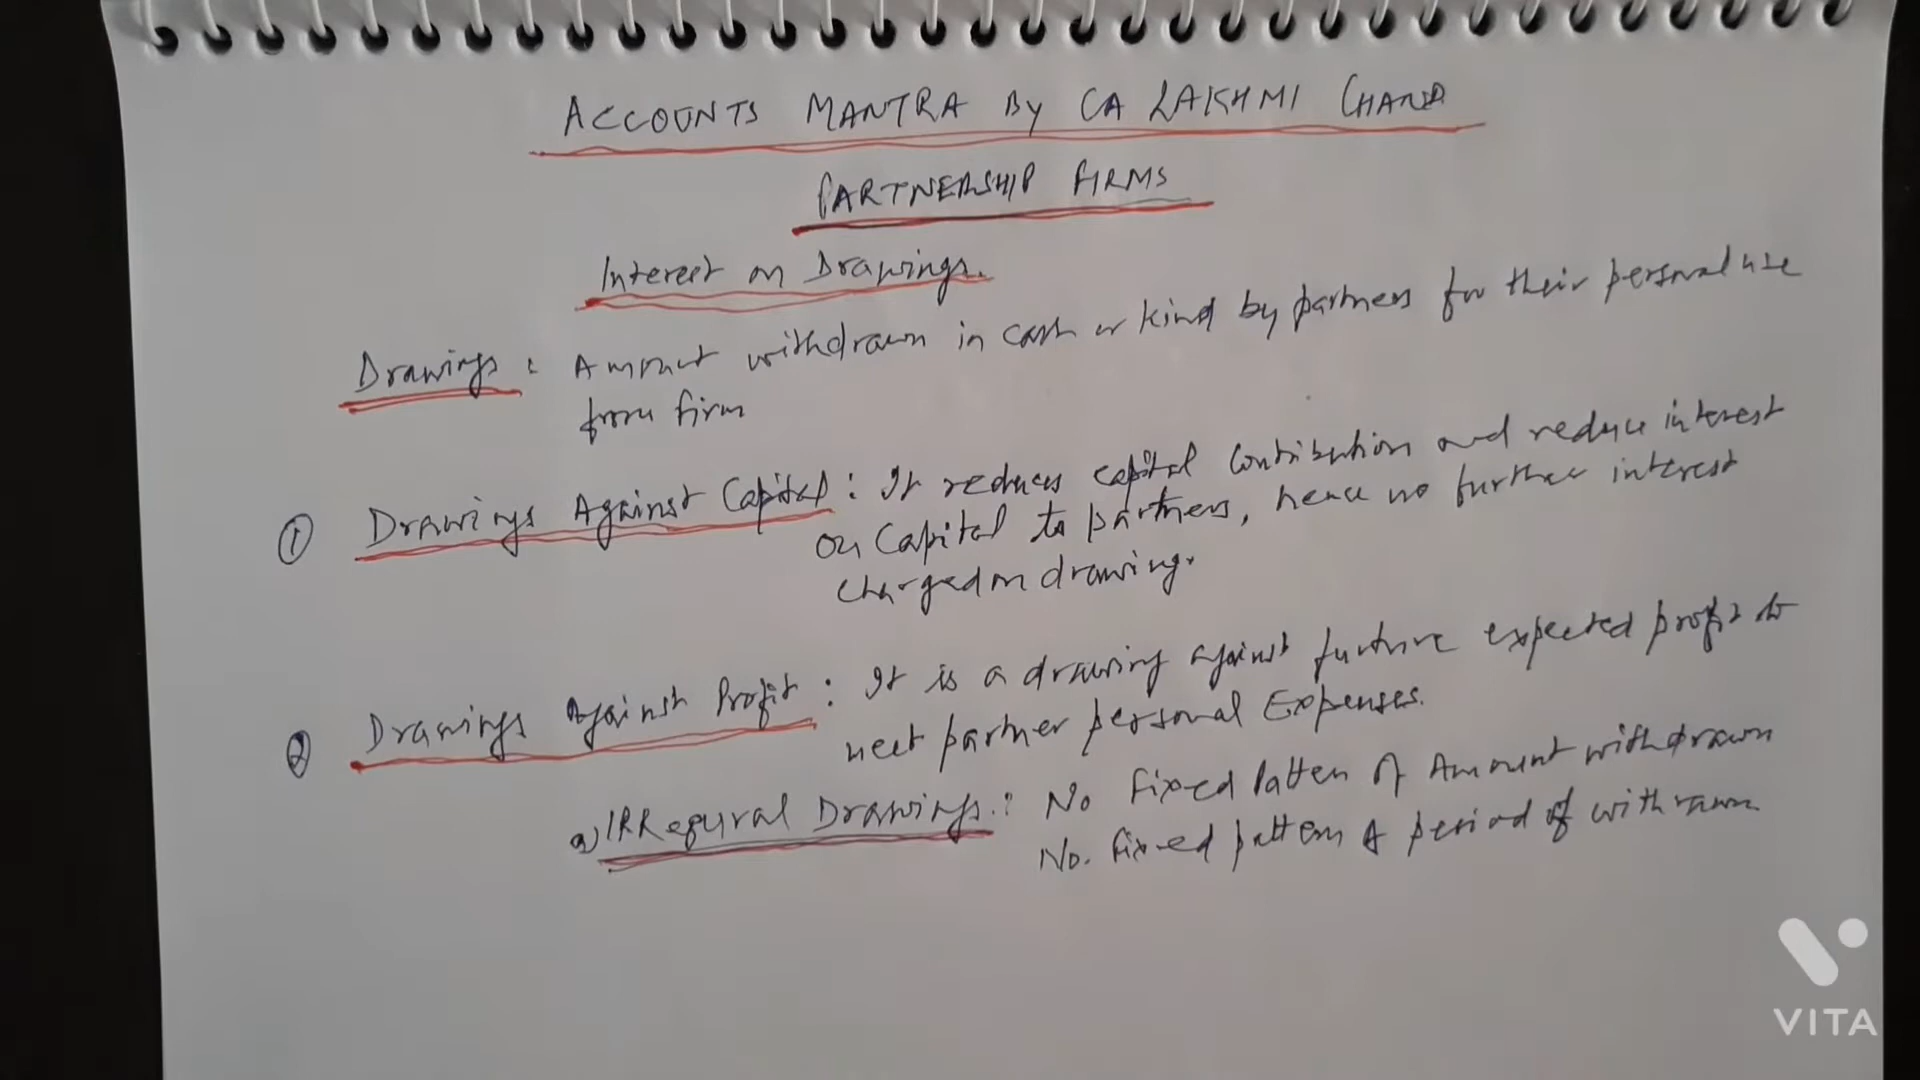 ACCOUNTS MANTRA BY CA LAKHMI CHAND
PARTNERSHIP FIRMS
Interest on Drawings.
Drawings : Amount withdrawn in cash or kind by partners for their personal use
from firm
① Drawings Against Capital : It reduces capital contribution and reduce interest
on Capital to partners, hence no further interest
charged on drawing.
② Drawings Against Profit : It is a drawing against furture expected profit to
meet partner personal Expenses.
a) IRRegural Drawings : No fixed Patten of Amount withdrawn
No. fixed pattern of period of withrawn
VITA